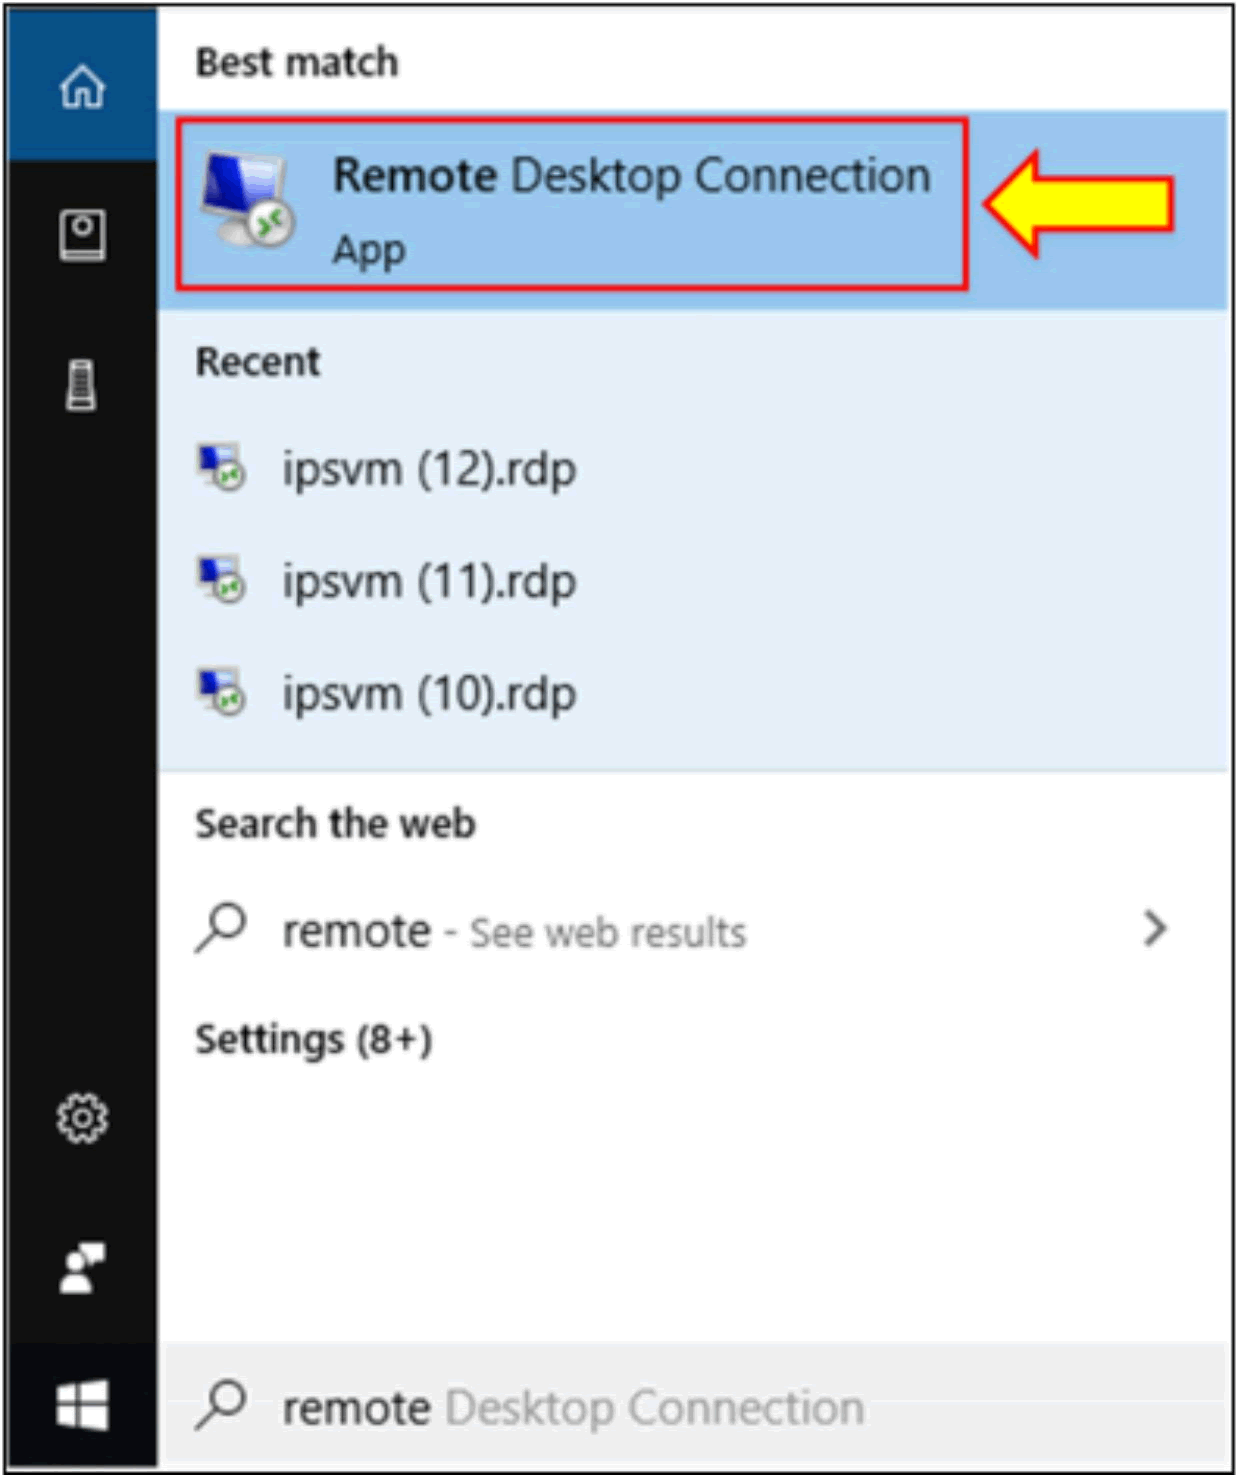 Best match
Remote Desktop Connection
App
Recent
ipsvm (12).rdp
ipsvm (11).rdp
ipsvm (10).rdp
Search the web
remote - See web results
Settings (8+)
remote Desktop Connection